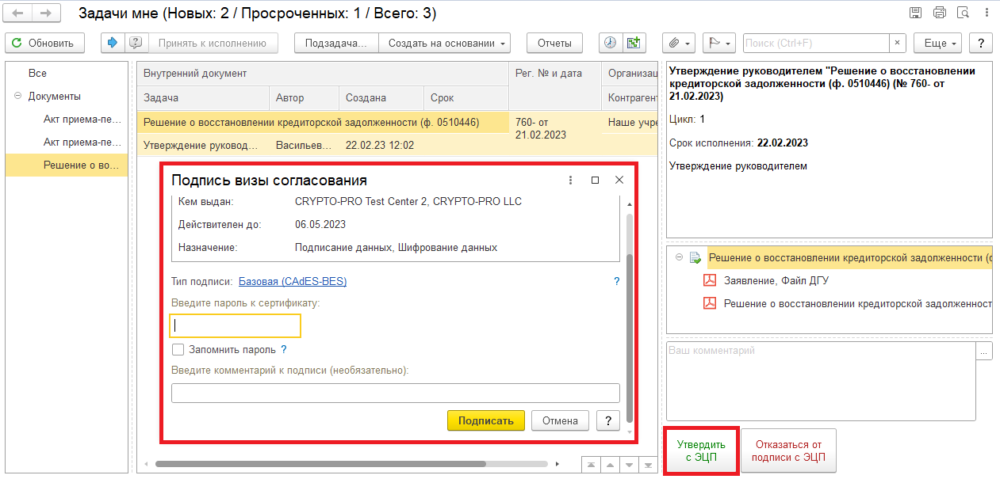 Задачи мне (Новых: 2 / Просроченных: 1 / Всего: 3)
Обновить
Принять к исполнению
Подзадача...
Создать на основании
Отчеты
Поиск (Ctrl+F)
×
Еще
?
Все
Документы
Акт приема-пе...
Акт приема-пе...
Решение о во...
Внутренний документ
Рег. № и дата
Организац
Задача
Автор
Создана
Срок
Контрагент
Решение о восстановлении кредиторской задолженности (ф. 0510446)
760- от
21.02.2023
Наше учре
Утверждение руковод...
Васильев...
22.02.23 12:02
Подпись визы согласования
Кем выдан:
CRYPTO-PRO Test Center 2, CRYPTO-PRO LLC
Действителен до:
06.05.2023
Назначение:
Подписание данных, Шифрование данных
Тип подписи: Базовая (CAdES-BES)
?
Введите пароль к сертификату:
Запомнить пароль ?
Введите комментарий к подписи (необязательно):
Подписать
Отмена
?
Утверждение руководителем "Решение о восстановлении
кредиторской задолженности (ф. 0510446) (№ 760- от
21.02.2023)
Цикл: 1
Срок исполнения: 22.02.2023
Утверждение руководителем
Решение о восстановлении кредиторской задолженности (ф
Заявление, Файл ДГУ
Решение о восстановлении кредиторской задолженност
Ваш комментарий
...
Утвердить
с ЭЦП
Отказаться от
подписи с ЭЦП